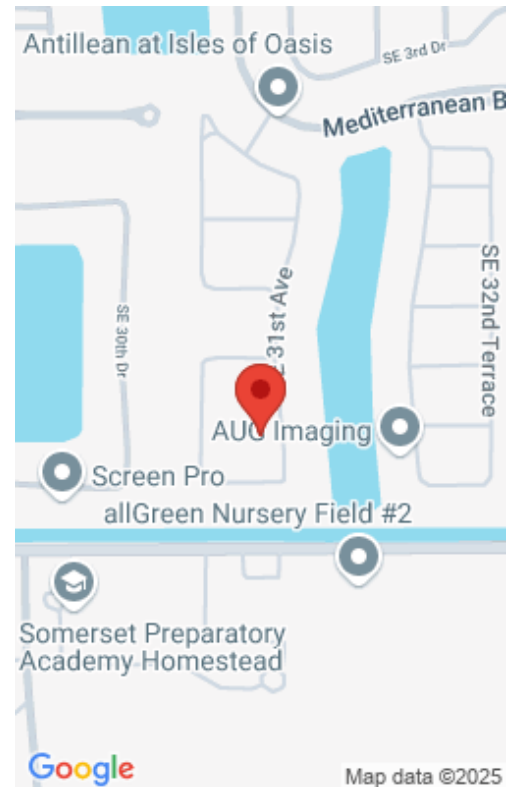 Antillean at Isles of Oasis
SE 3rd Dr
Mediterranean B
SE 30th Dr
31st Ave
SE 32nd Terrace
AUG Imaging
Screen Pro
allGreen Nursery Field #2
Somerset Preparatory
Academy Homestead
Google
Map data ©2025